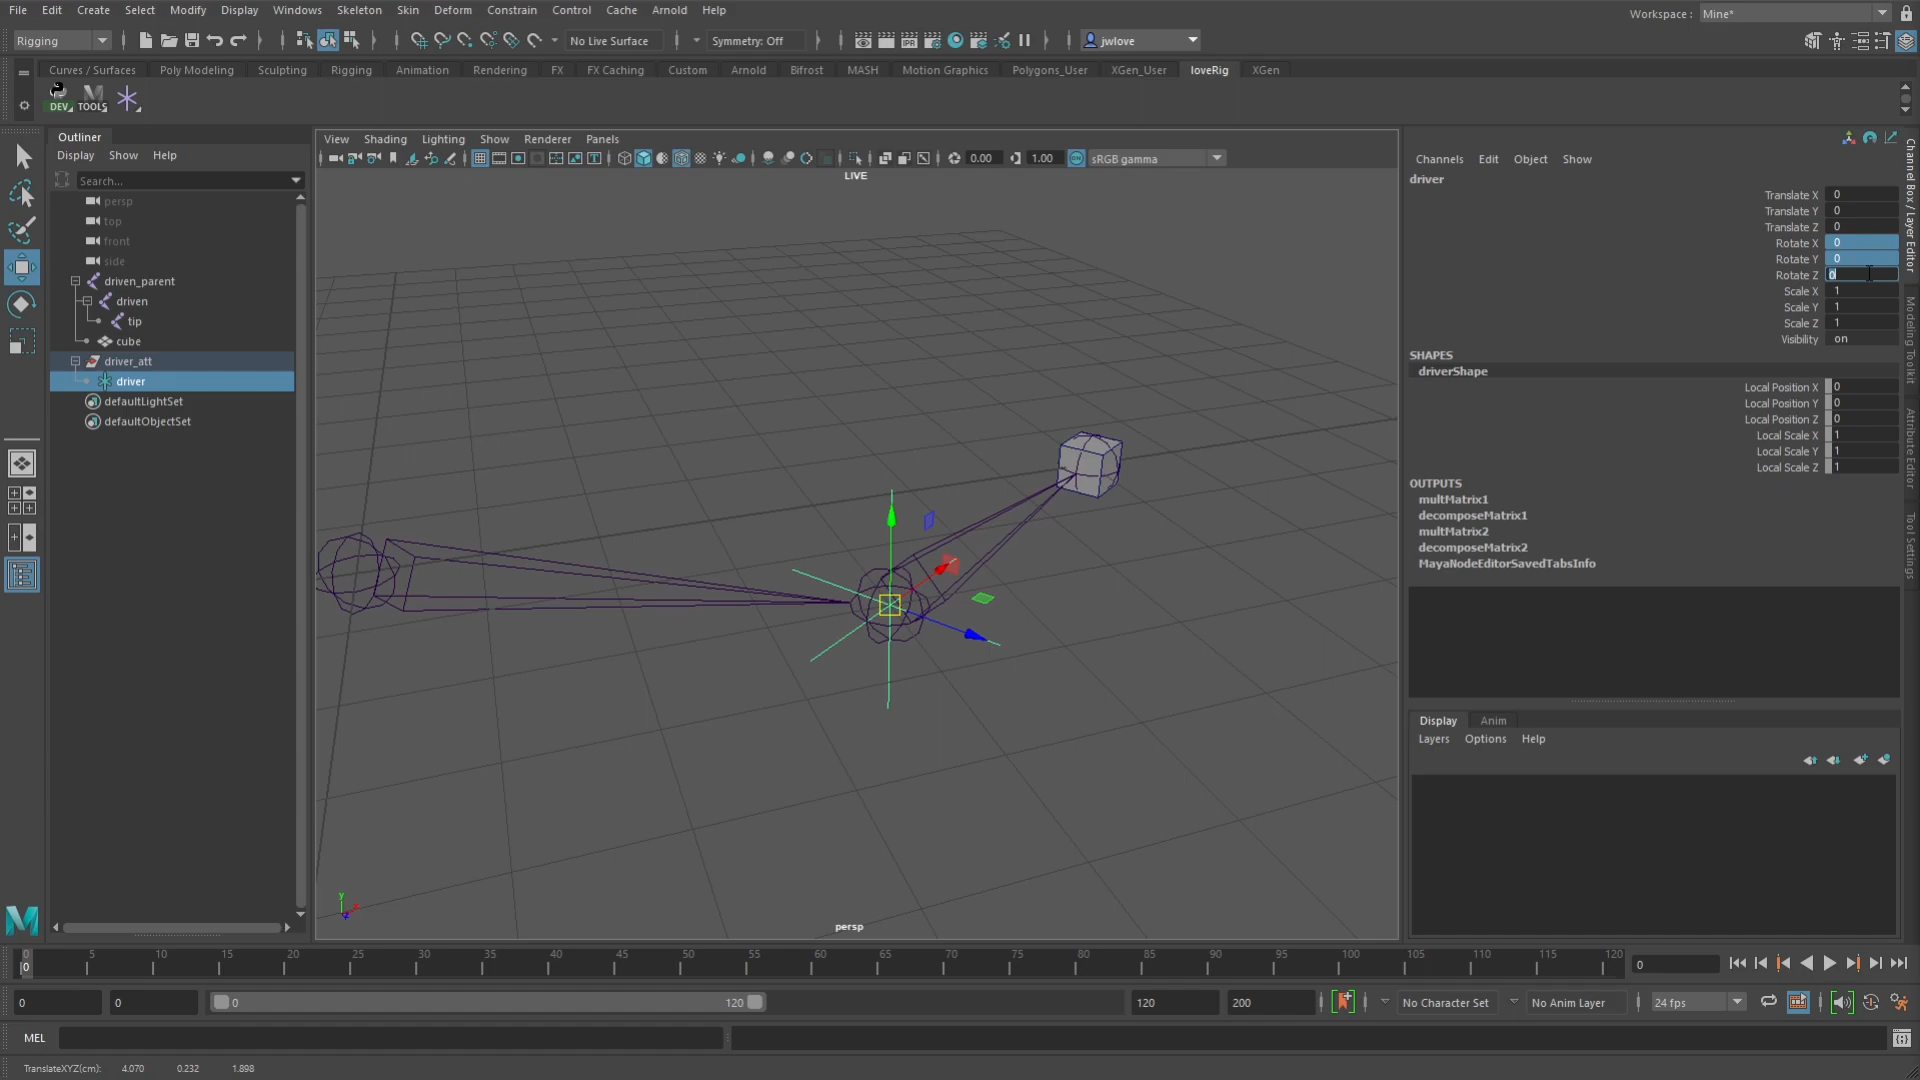 File Edit Create Select Modify Display Windows Skeleton Skin Deform Constrain Control Cache Arnold Help Workspace : Mine*
Rigging No Live Surface Symmetry: Off jwlove
Curves / Surfaces Poly Modeling Sculpting Rigging Animation Rendering FX FX Caching Custom Arnold Bifrost MASH Motion Graphics Polygons_User XGen_User loveRig XGen
DEV TOOLS
Outliner
Display Show Help
Search...
persp
top
front
side
driven_parent
driven
tip
cube
driver_att
driver
defaultLightSet
defaultObjectSet
View Shading Lighting Show Renderer Panels
IPR
0.00 1.00 sRGB gamma
LIVE
persp
y
x
z
Channels Edit Object Show
driver
Translate X 0
Translate Y 0
Translate Z 0
Rotate X 0
Rotate Y 0
Rotate Z 0
Scale X 1
Scale Y 1
Scale Z 1
Visibility on
SHAPES
driverShape
Local Position X 0
Local Position Y 0
Local Position Z 0
Local Scale X 1
Local Scale Y 1
Local Scale Z 1
OUTPUTS
multMatrix1
decomposeMatrix1
multMatrix2
decomposeMatrix2
MayaNodeEditorSavedTabsInfo
Display Anim
Layers Options Help
Channel Box / Layer Editor
Modeling Toolkit
Attribute Editor
Tool Settings
0 5 10 15 20 25 30 35 40 45 50 55 60 65 70 75 80 85 90 95 100 105 110 115 120
0 0
0 0 0 120 120 200 No Character Set No Anim Layer 24 fps
MEL
TranslateXYZ(cm): 4.070 0.232 1.898